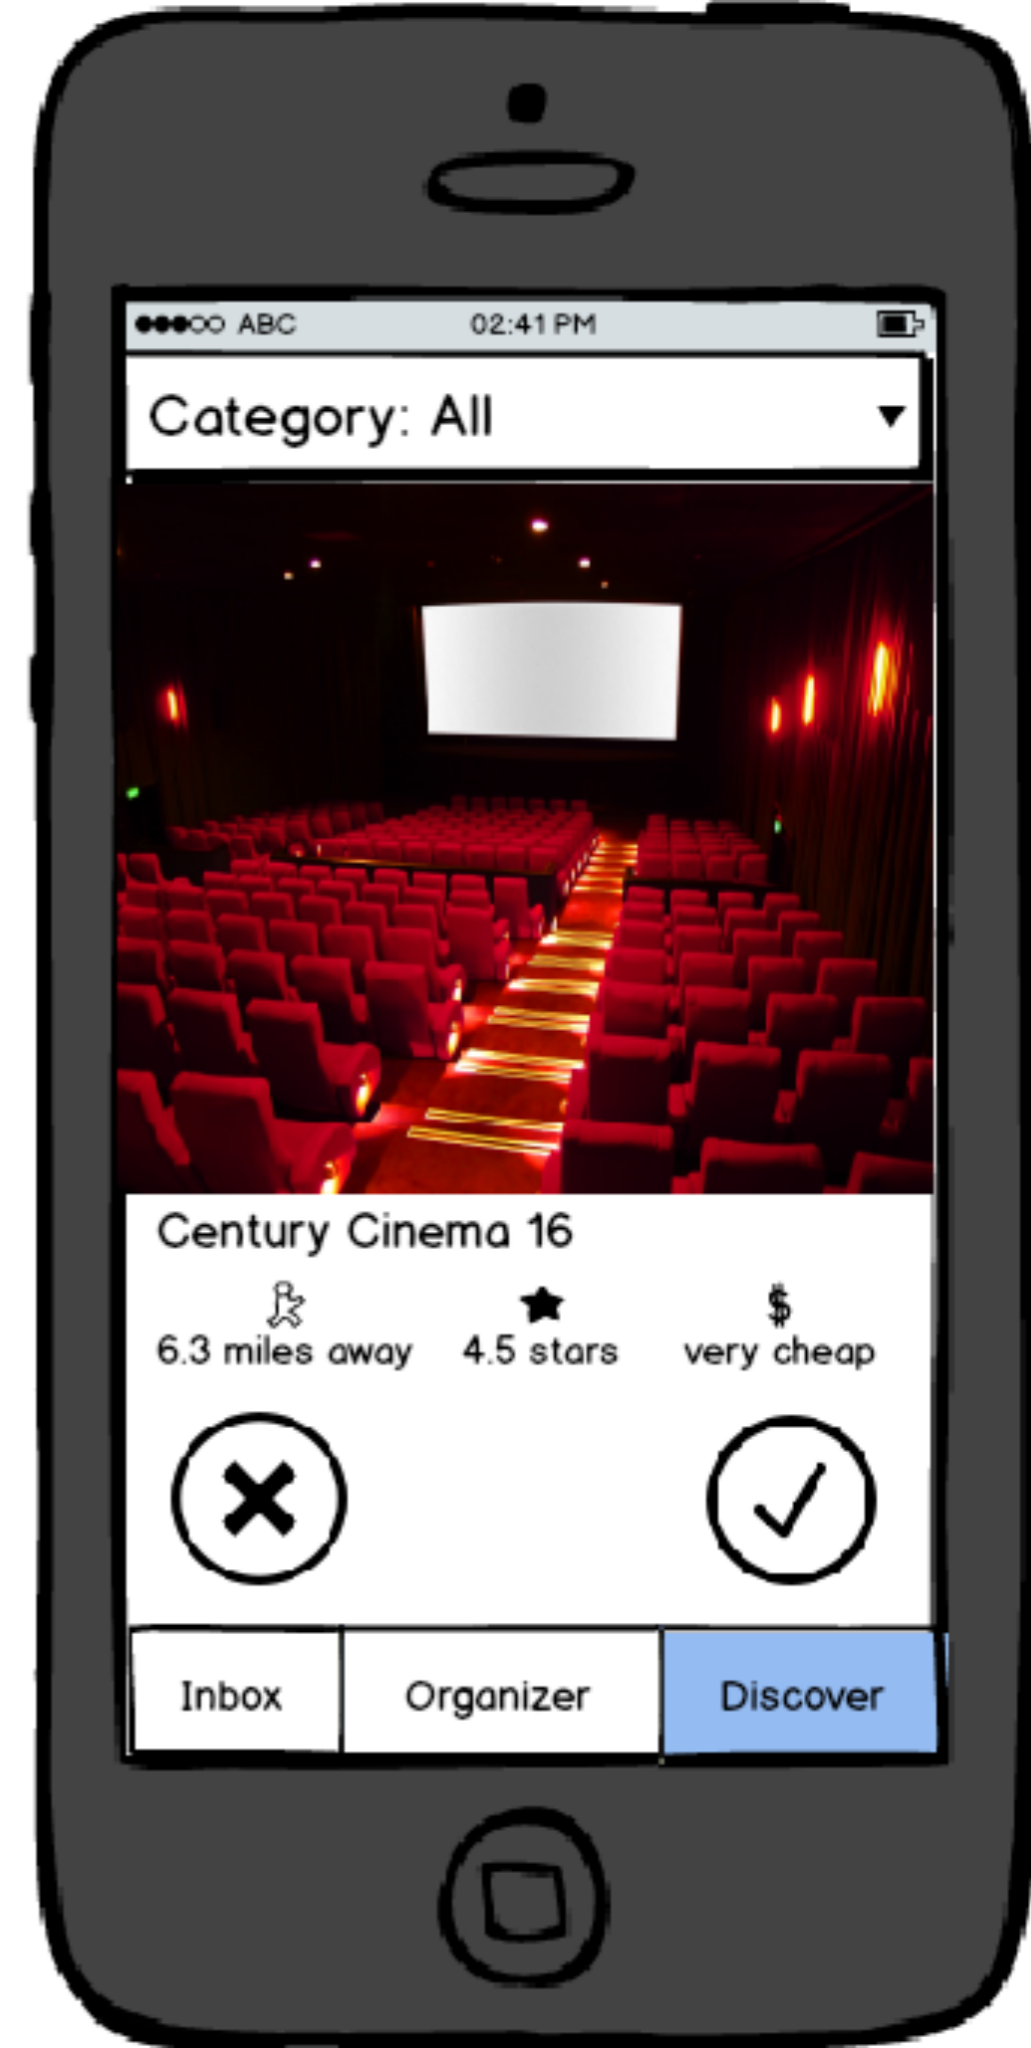 ABC 02:41 PM
Category: All
Century Cinema 16
$
6.3 miles away 4.5 stars very cheap
Inbox Organizer Discover